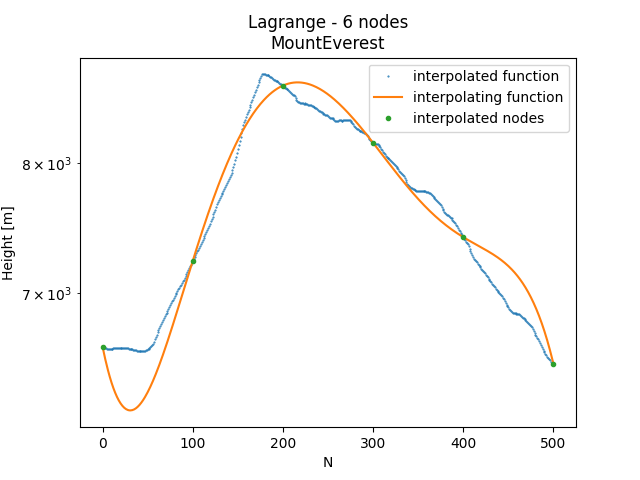 Lagrange - 6 nodes
MountEverest
interpolated function
interpolating function
interpolated nodes
8 × 10³
7 × 10³
Height [m]
0 100 200 300 400 500
N